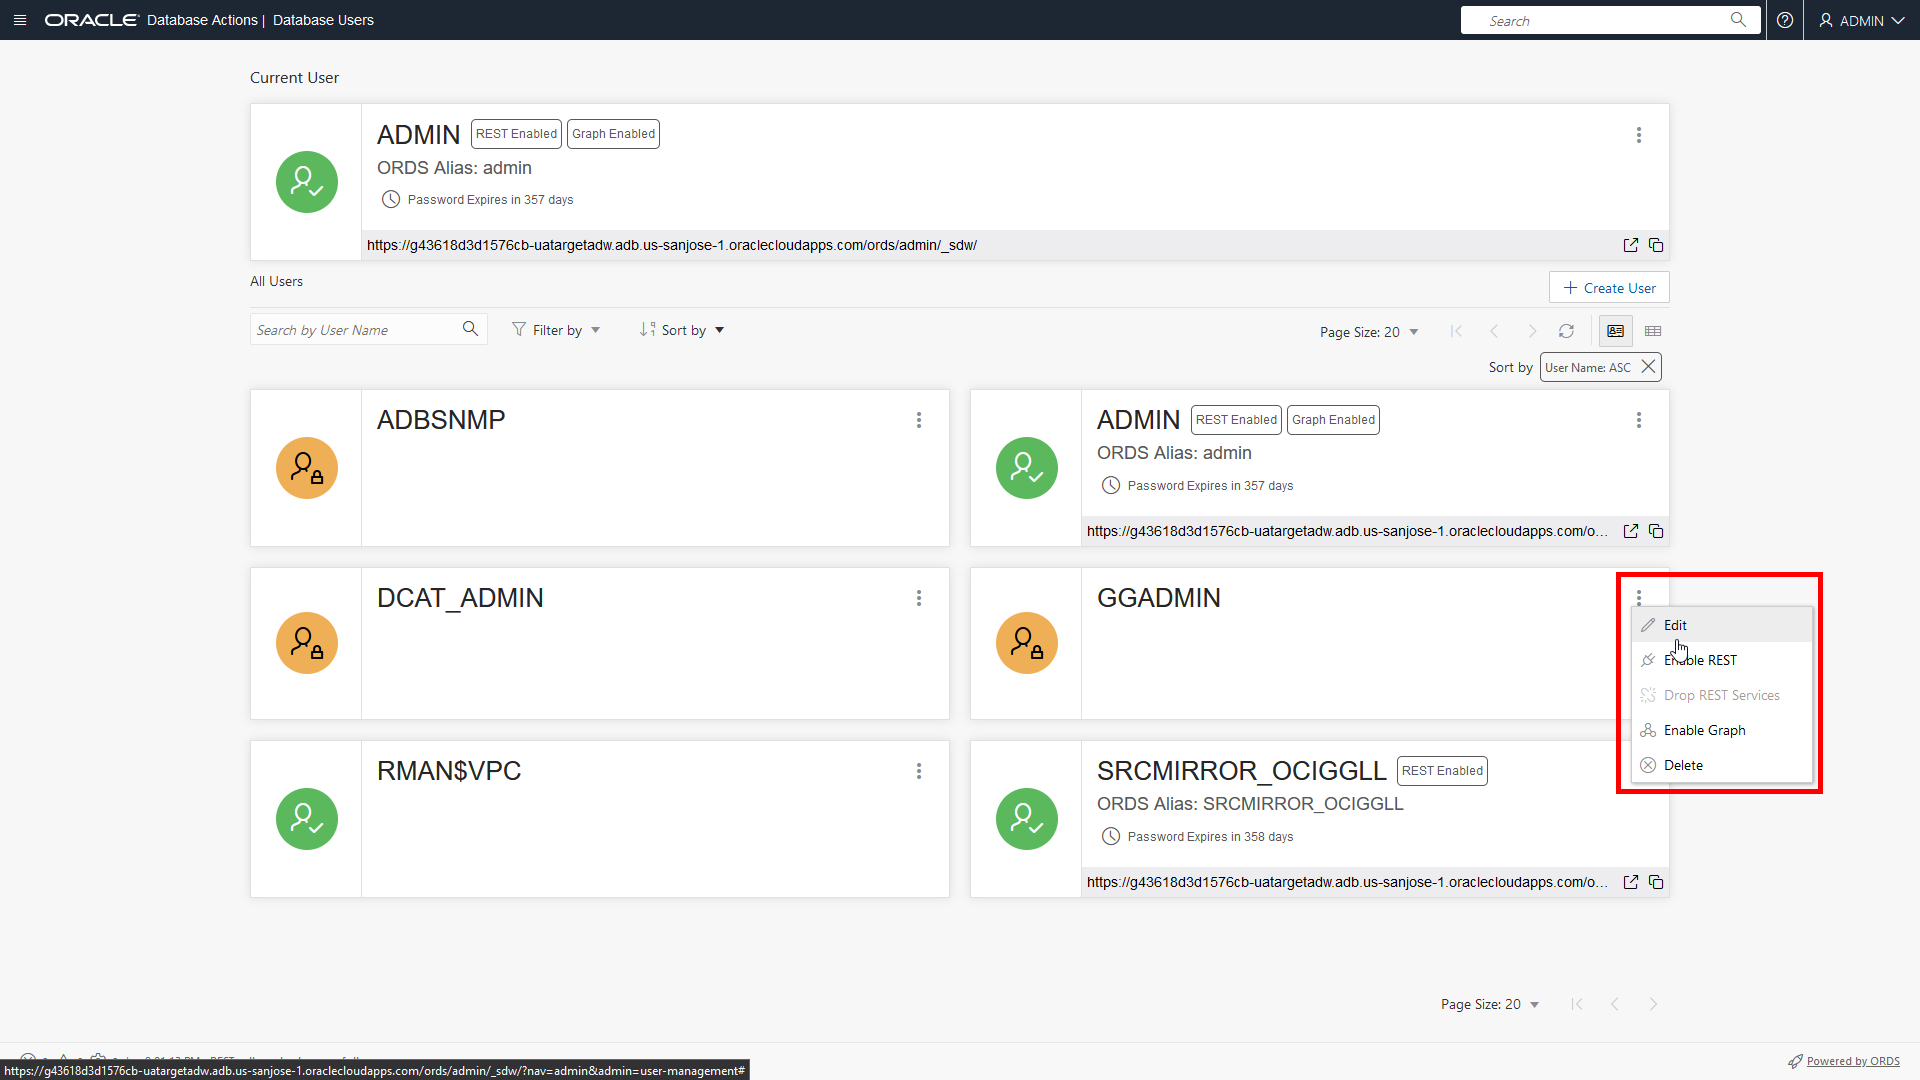 ORACLE Database Actions | Database Users
Search
ADMIN
Current User
ADMIN REST Enabled Graph Enabled
ORDS Alias: admin
Password Expires in 357 days
https://g43618d3d1576cb-uatargetadw.adb.us-sanjose-1.oraclecloudapps.com/ords/admin/_sdw/
All Users
Create User
Search by User Name
Filter by
Sort by
Page Size: 20
Sort by User Name: ASC
ADBSNMP
ADMIN REST Enabled Graph Enabled
ORDS Alias: admin
Password Expires in 357 days
https://g43618d3d1576cb-uatargetadw.adb.us-sanjose-1.oraclecloudapps.com/o...
DCAT_ADMIN
GGADMIN
Edit
Enable REST
Drop REST Services
Enable Graph
Delete
RMAN$VPC
SRCMIRROR_OCIGGLL REST Enabled
ORDS Alias: SRCMIRROR_OCIGGLL
Password Expires in 358 days
https://g43618d3d1576cb-uatargetadw.adb.us-sanjose-1.oraclecloudapps.com/o...
Page Size: 20
Powered by ORDS
https://g43618d3d1576cb-uatargetadw.adb.us-sanjose-1.oraclecloudapps.com/ords/admin/_sdw/?nav=admin&admin=user-management#